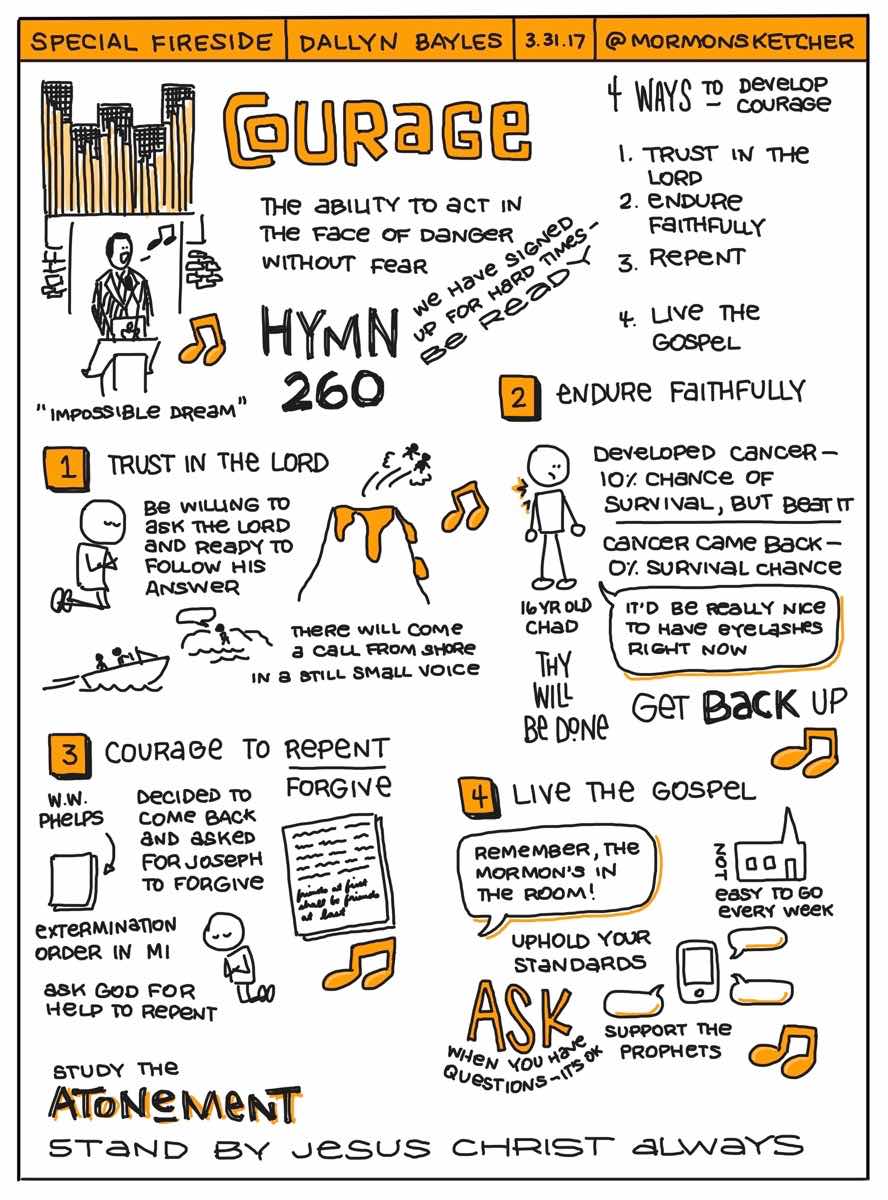 SPECIAL FIRESIDE
DALLYN BAYLES
3.31.17
@MORMONSKETCHER
COURAGE
THE ABILITY TO ACT IN
THE FACE OF DANGER
WITHOUT FEAR
WE HAVE SIGNED
UP FOR HARD TIMES-
BE READY
HYMN
260
"IMPOSSIBLE DREAM"
4 WAYS TO DEVELOP
COURAGE
1. TRUST IN THE
LORD
2. ENDURE
FAITHFULLY
3. REPENT
4. LIVE THE
GOSPEL
1 TRUST IN THE LORD
BE WILLING TO
ASK THE LORD
AND READY TO
FOLLOW HIS
ANSWER
THERE WILL COME
A CALL FROM SHORE
IN A STILL SMALL VOICE
2 ENDURE FAITHFULLY
DEVELOPED CANCER-
10% CHANCE OF
SURVIVAL, BUT BEAT IT
CANCER CAME BACK-
0% SURVIVAL CHANCE
16 YR OLD
CHAD
IT'D BE REALLY NICE
TO HAVE EYELASHES
RIGHT NOW
THY
WILL
BE DONE
GET BACK UP
3 COURAGE TO REPENT
FORGIVE
W.W.
PHELPS
DECIDED TO
COME BACK
AND ASKED
FOR JOSEPH
TO FORGIVE
friends at first
shall be friends
at last
EXTERMINATION
ORDER IN MI
ASK GOD FOR
HELP TO REPENT
4 LIVE THE GOSPEL
REMEMBER, THE
MORMON'S IN
THE ROOM!
NOT
EASY TO GO
EVERY WEEK
UPHOLD YOUR
STANDARDS
ASK
WHEN YOU HAVE
QUESTIONS-IT'S OK
SUPPORT THE
PROPHETS
STUDY THE
ATONEMENT
STAND BY JESUS CHRIST ALWAYS